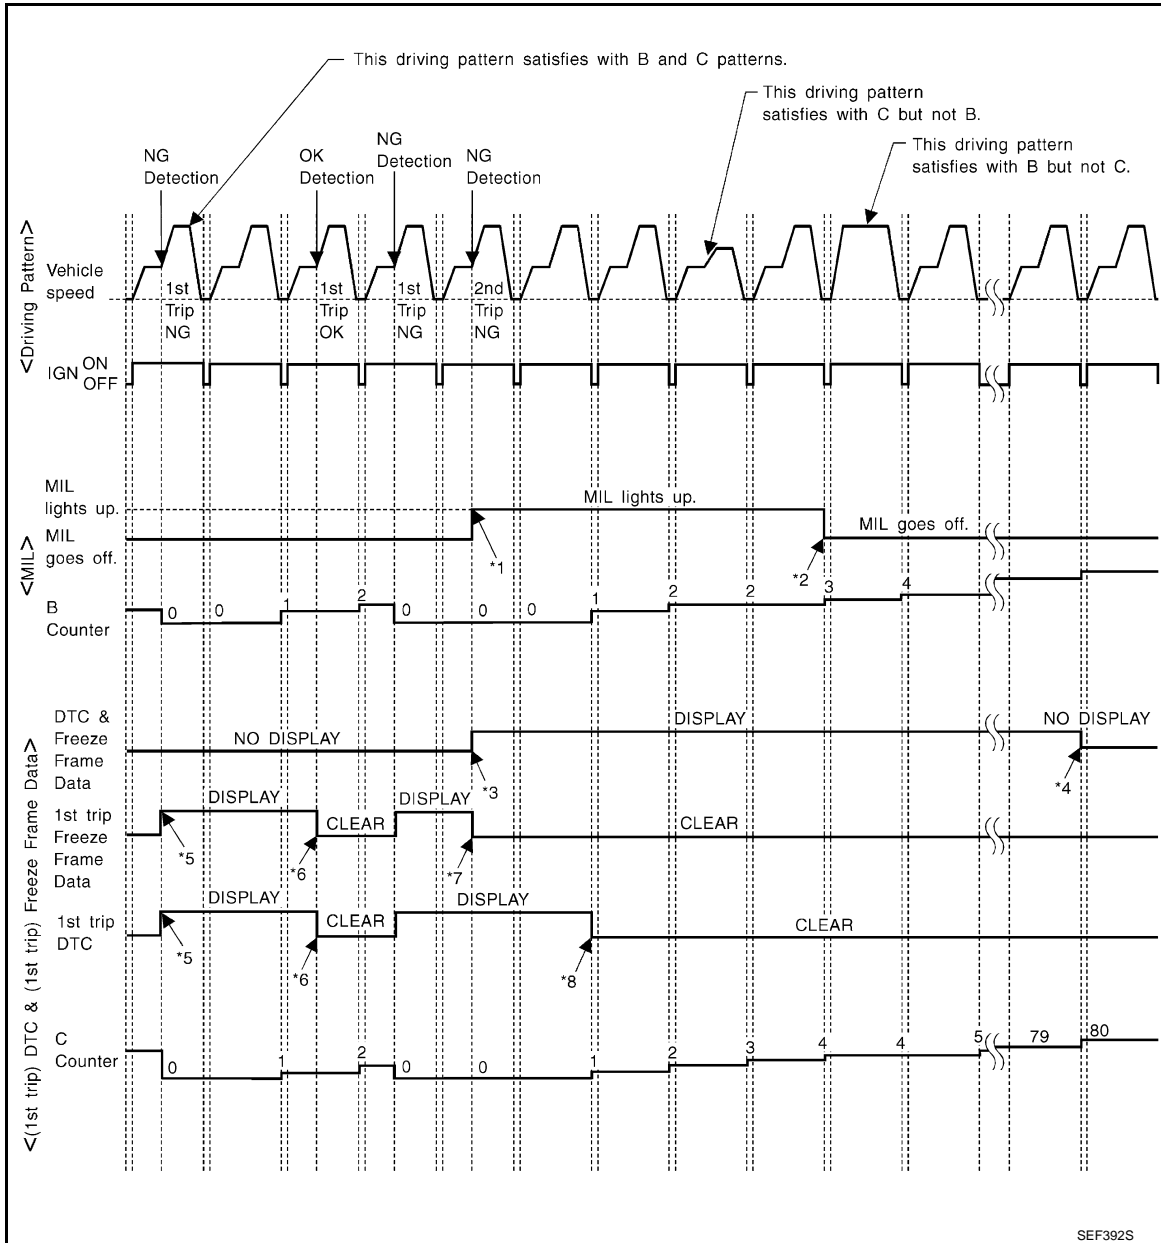 This driving pattern satisfies with B and C patterns.
This driving pattern
satisfies with C but not B.
This driving pattern
satisfies with B but not C.
NG
Detection
OK
Detection
NG
Detection
NG
Detection
<Driving Pattern>
Vehicle
speed
1st
Trip
NG
1st
Trip
OK
1st
Trip
NG
2nd
Trip
NG
IGN ON
OFF
<MIL>
MIL
lights up.
MIL
goes off.
MIL lights up.
MIL goes off.
*1
*2
B
Counter
0 0 1 2 0 0 0 1 2 2 3 4
<(1st trip) DTC & (1st trip) Freeze Frame Data>
DTC &
Freeze
Frame
Data
NO DISPLAY
DISPLAY
NO DISPLAY
*3
*4
1st trip
Freeze
Frame
Data
DISPLAY
CLEAR
DISPLAY
CLEAR
*5
*6
*7
1st trip
DTC
DISPLAY
CLEAR
DISPLAY
CLEAR
*5
*6
*8
C
Counter
0 1 2 0 0 1 2 3 4 4 5 79 80
SEF392S